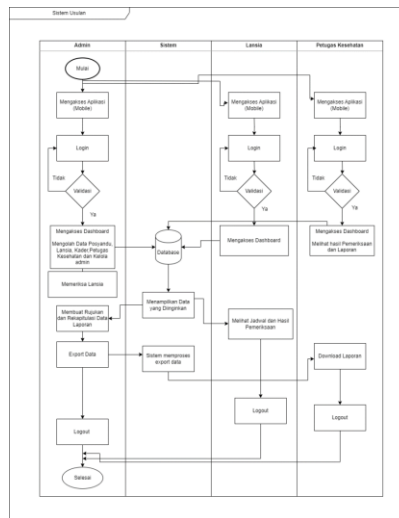 Sistem Usulan
Admin
Sistem
Lansia
Petugas Kesehatan
Mulai
Mengakses Aplikasi
(Mobile)
Mengakses Aplikasi
(Mobile)
Mengakses Aplikasi
(Mobile)
Login
Login
Login
Tidak
Validasi
Tidak
Validasi
Tidak
Validasi
Ya
Ya
Ya
Mengakses Dashboard
Mengolah Data Posyandu,
Lansia, Kader, Petugas
Kesehatan dan Kelola
admin
Database
Mengakses Dashboard
Mengakses Dashboard
Melihat hasil Pemeriksaan
dan Laporan
Memeriksa Lansia
Menampilkan Data
yang Diinginkan
Membuat Rujukan
dan Rekapitulasi Data
Laporan
Melihat Jadwal dan Hasil
Pemeriksaan
Export Data
Sistem memproses
export data
Download Laporan
Logout
Logout
Logout
Selesai